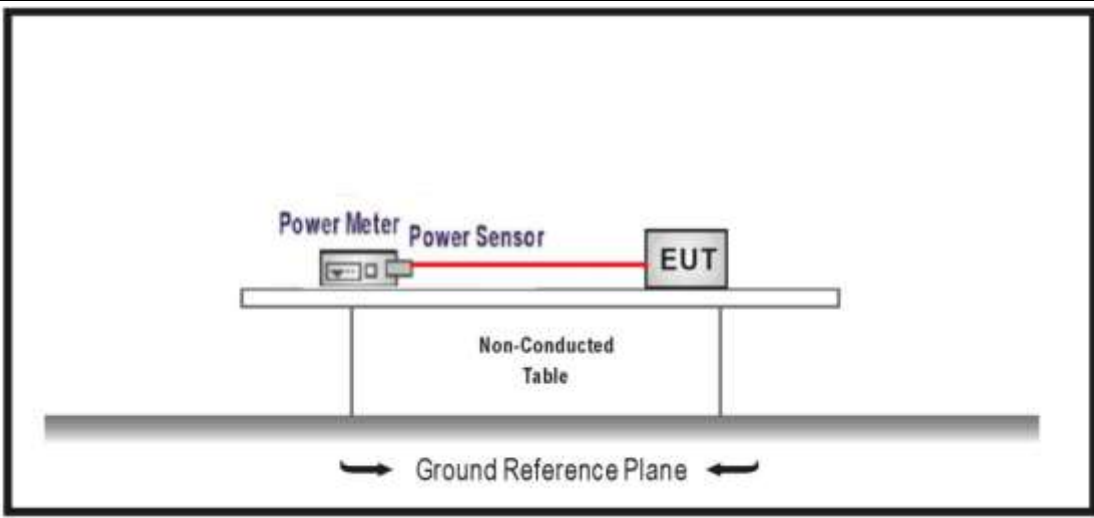 Power Meter
Power Sensor
EUT
Non-Conducted
Table
Ground Reference Plane